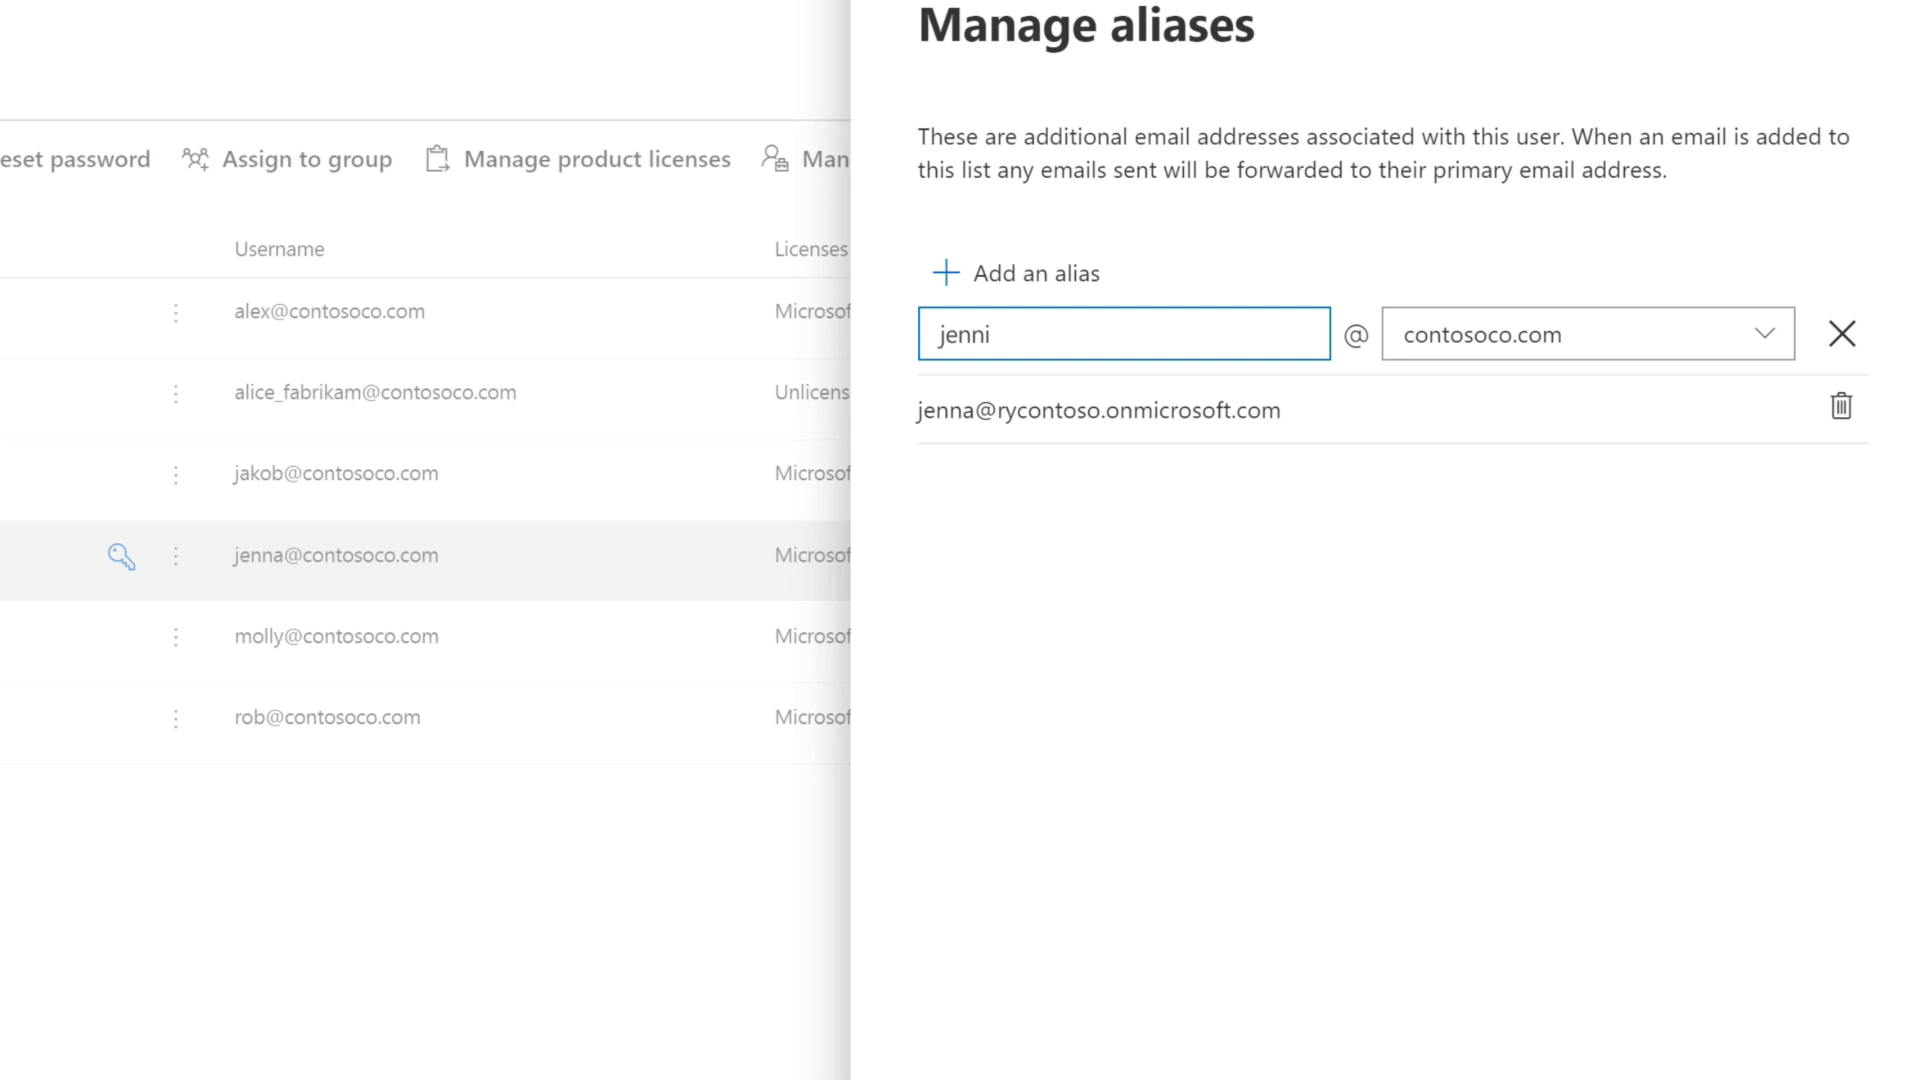 Manage aliases
These are additional email addresses associated with this user. When an email is added to
this list any emails sent will be forwarded to their primary email address.
Add an alias
jenni @ contosoco.com
jenna@rycontoso.onmicrosoft.com
eset password Assign to group Manage product licenses Man
Username Licenses
alex@contosoco.com Microsof
alice_fabrikam@contosoco.com Unlicens
jakob@contosoco.com Microsof
jenna@contosoco.com Microsof
molly@contosoco.com Microsof
rob@contosoco.com Microsof